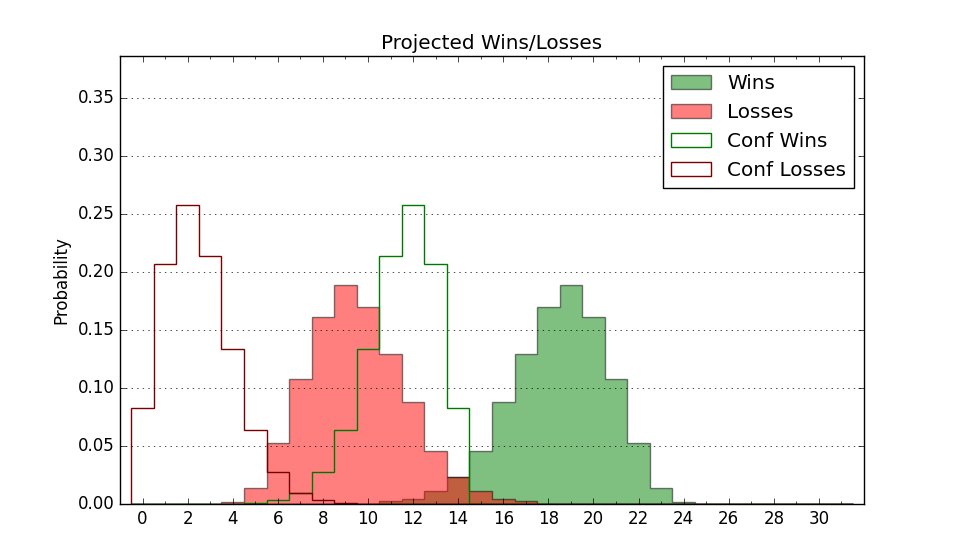 Projected Wins/Losses
Wins
Losses
Conf Wins
Conf Losses
Probability
0.35
0.30
0.25
0.20
0.15
0.10
0.05
0.00
0 2 4 6 8 10 12 14 16 18 20 22 24 26 28 30